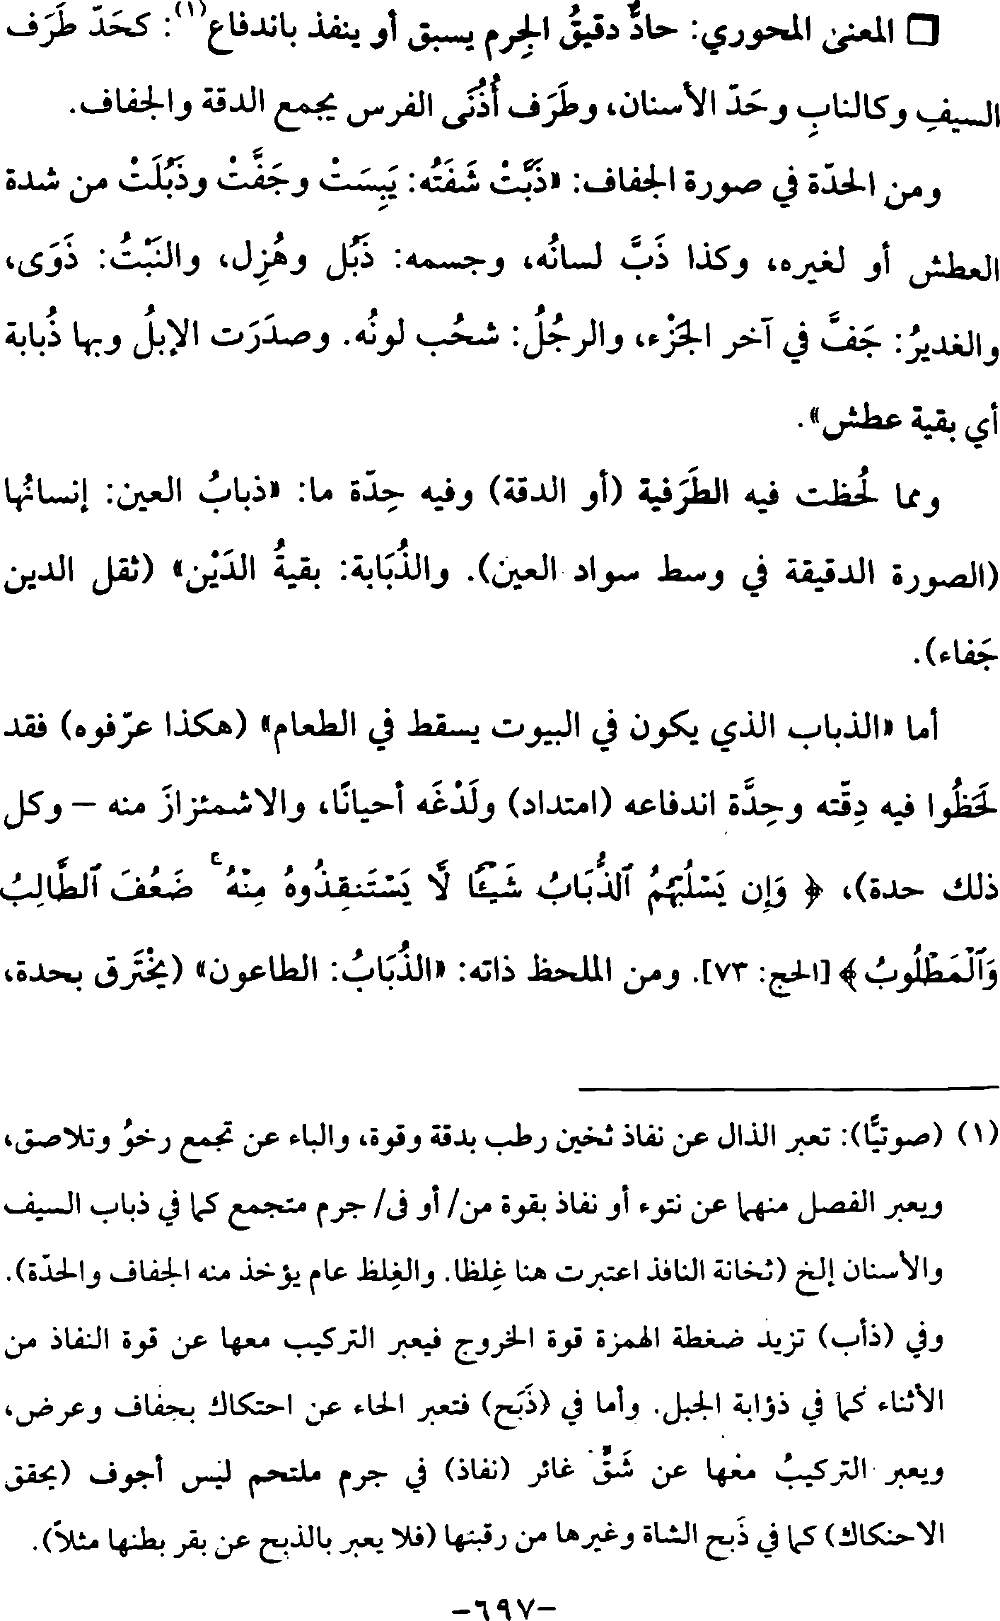 □ المعنى المحوري: حادٌّ دقيقُ الجِرم يسبق أو ينفذ باندفاع(١): كحَدّ طَرَف
السيفِ وكالنابِ وحَدّ الأسنان، وطَرَف أُذُنَى الفرس يجمع الدقة والجفاف.
ومن الحدّة في صورة الجفاف: «ذَبَّتْ شَفَتُه: يَبِسَتْ وجَفَّتْ وذَبُلَتْ من شدة
العطش أو لغيره، وكذا ذَبَّ لسانُه، وجسمه: ذَبُل وهُزِل، والنَبْتُ: ذَوَى،
والغديرُ: جَفَّ في آخر الجَزْء، والرجُلُ: شحُب لونُه. وصدَرَت الإبلُ وبها ذُبابة
أي بقية عطش».
ومما لُحظت فيه الطَرَفية (أو الدقة) وفيه حِدّة ما: «ذبابُ العين: إنسانُها
(الصورة الدقيقة في وسط سواد العين). والذُبَابة: بقيةُ الدَيْن» (ثقل الدين
جَفاء).
أما «الذباب الذي يكون في البيوت يسقط في الطعام» (هكذا عرّفوه) فقد
لَحَظُوا فيه دِقّته وحِدَّة اندفاعه (امتداد) ولَدْغَه أحيانًا، والاشمئزازَ منه – وكل
ذلك حدة)، ﴿ وَإِن يَسْلُبْهُمُ ٱلذُّبَابُ شَيْـًٔا لَّا يَسْتَنقِذُوهُ مِنْهُ ۚ ضَعُفَ ٱلطَّالِبُ
وَٱلْمَطْلُوبُ ﴾ [الحج: ٧٣]. ومن الملحظ ذاته: «الذُبَابُ: الطاعون» (يخْتَرق بحدة،
(١) (صوتيًّا): تعبر الذال عن نفاذ ثخين رطب بدقة وقوة، والباء عن تجمع رخوُ وتلاصق،
ويعبر الفصل منهما عن نتوء أو نفاذ بقوة من/ أو فى/ جرم متجمع كما في ذباب السيف
والأسنان إلخ (ثخانة النافذ اعتبرت هنا غِلظا. والغِلظ عام يؤخذ منه الجفاف والحدّة).
وفي (ذأب) تزيد ضغطة الهمزة قوة الخروج فيعبر التركيب معها عن قوة النفاذ من
الأثناء كما في ذؤابة الجبل. وأما في (ذَبَح) فتعبر الحاء عن احتكاك بجفاف وعرض،
ويعبر التركيبُ معها عن شَقٍّ غائر (نفاذ) في جرم ملتحم ليس أجوف (يحقق
الاحتكاك) كما في ذَبح الشاة وغيرها من رقبتها (فلا يعبر بالذبح عن بقر بطنها مثلاً).
-٦٩٧-